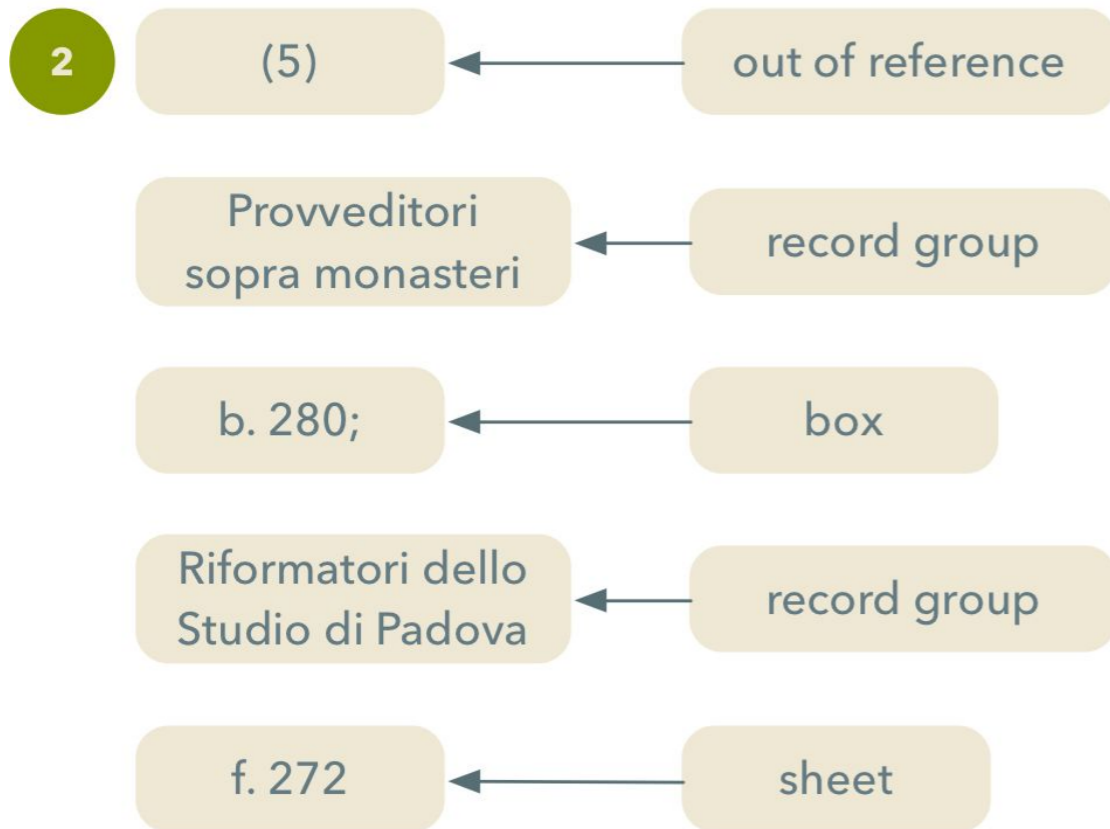 2
(5)
out of reference
Provveditori
sopra monasteri
record group
b. 280;
box
Riformatori dello
Studio di Padova
record group
f. 272
sheet